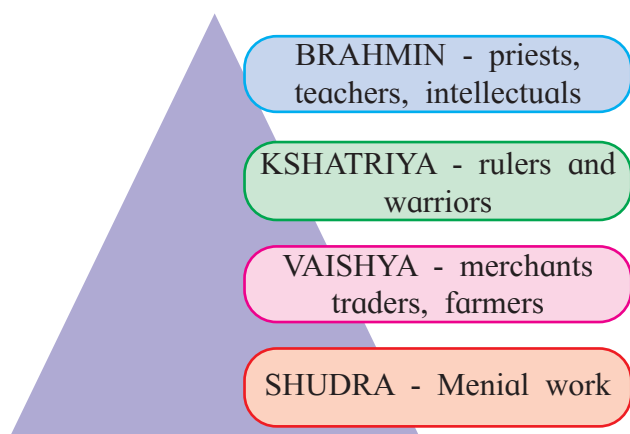 BRAHMIN - priests,
teachers, intellectuals
KSHATRIYA - rulers and
warriors
VAISHYA - merchants
traders, farmers
SHUDRA - Menial work